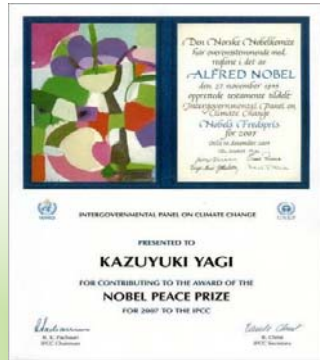 Den Norske Nobelkomite
har overensstemmende med
reglene i det av
ALFRED NOBEL
den 27 november 1895
opprettede testamente tildelt
Intergovernmental Panel on
Climate Change
Nobels Fredspris
for 2007
INTERGOVERNMENTAL PANEL ON CLIMATE CHANGE
PRESENTED TO
KAZUYUKI YAGI
FOR CONTRIBUTING TO THE AWARD OF THE
NOBEL PEACE PRIZE
FOR 2007 TO THE IPCC
R. K. Pachauri
IPCC Chairman
R. Christ
IPCC Secretary